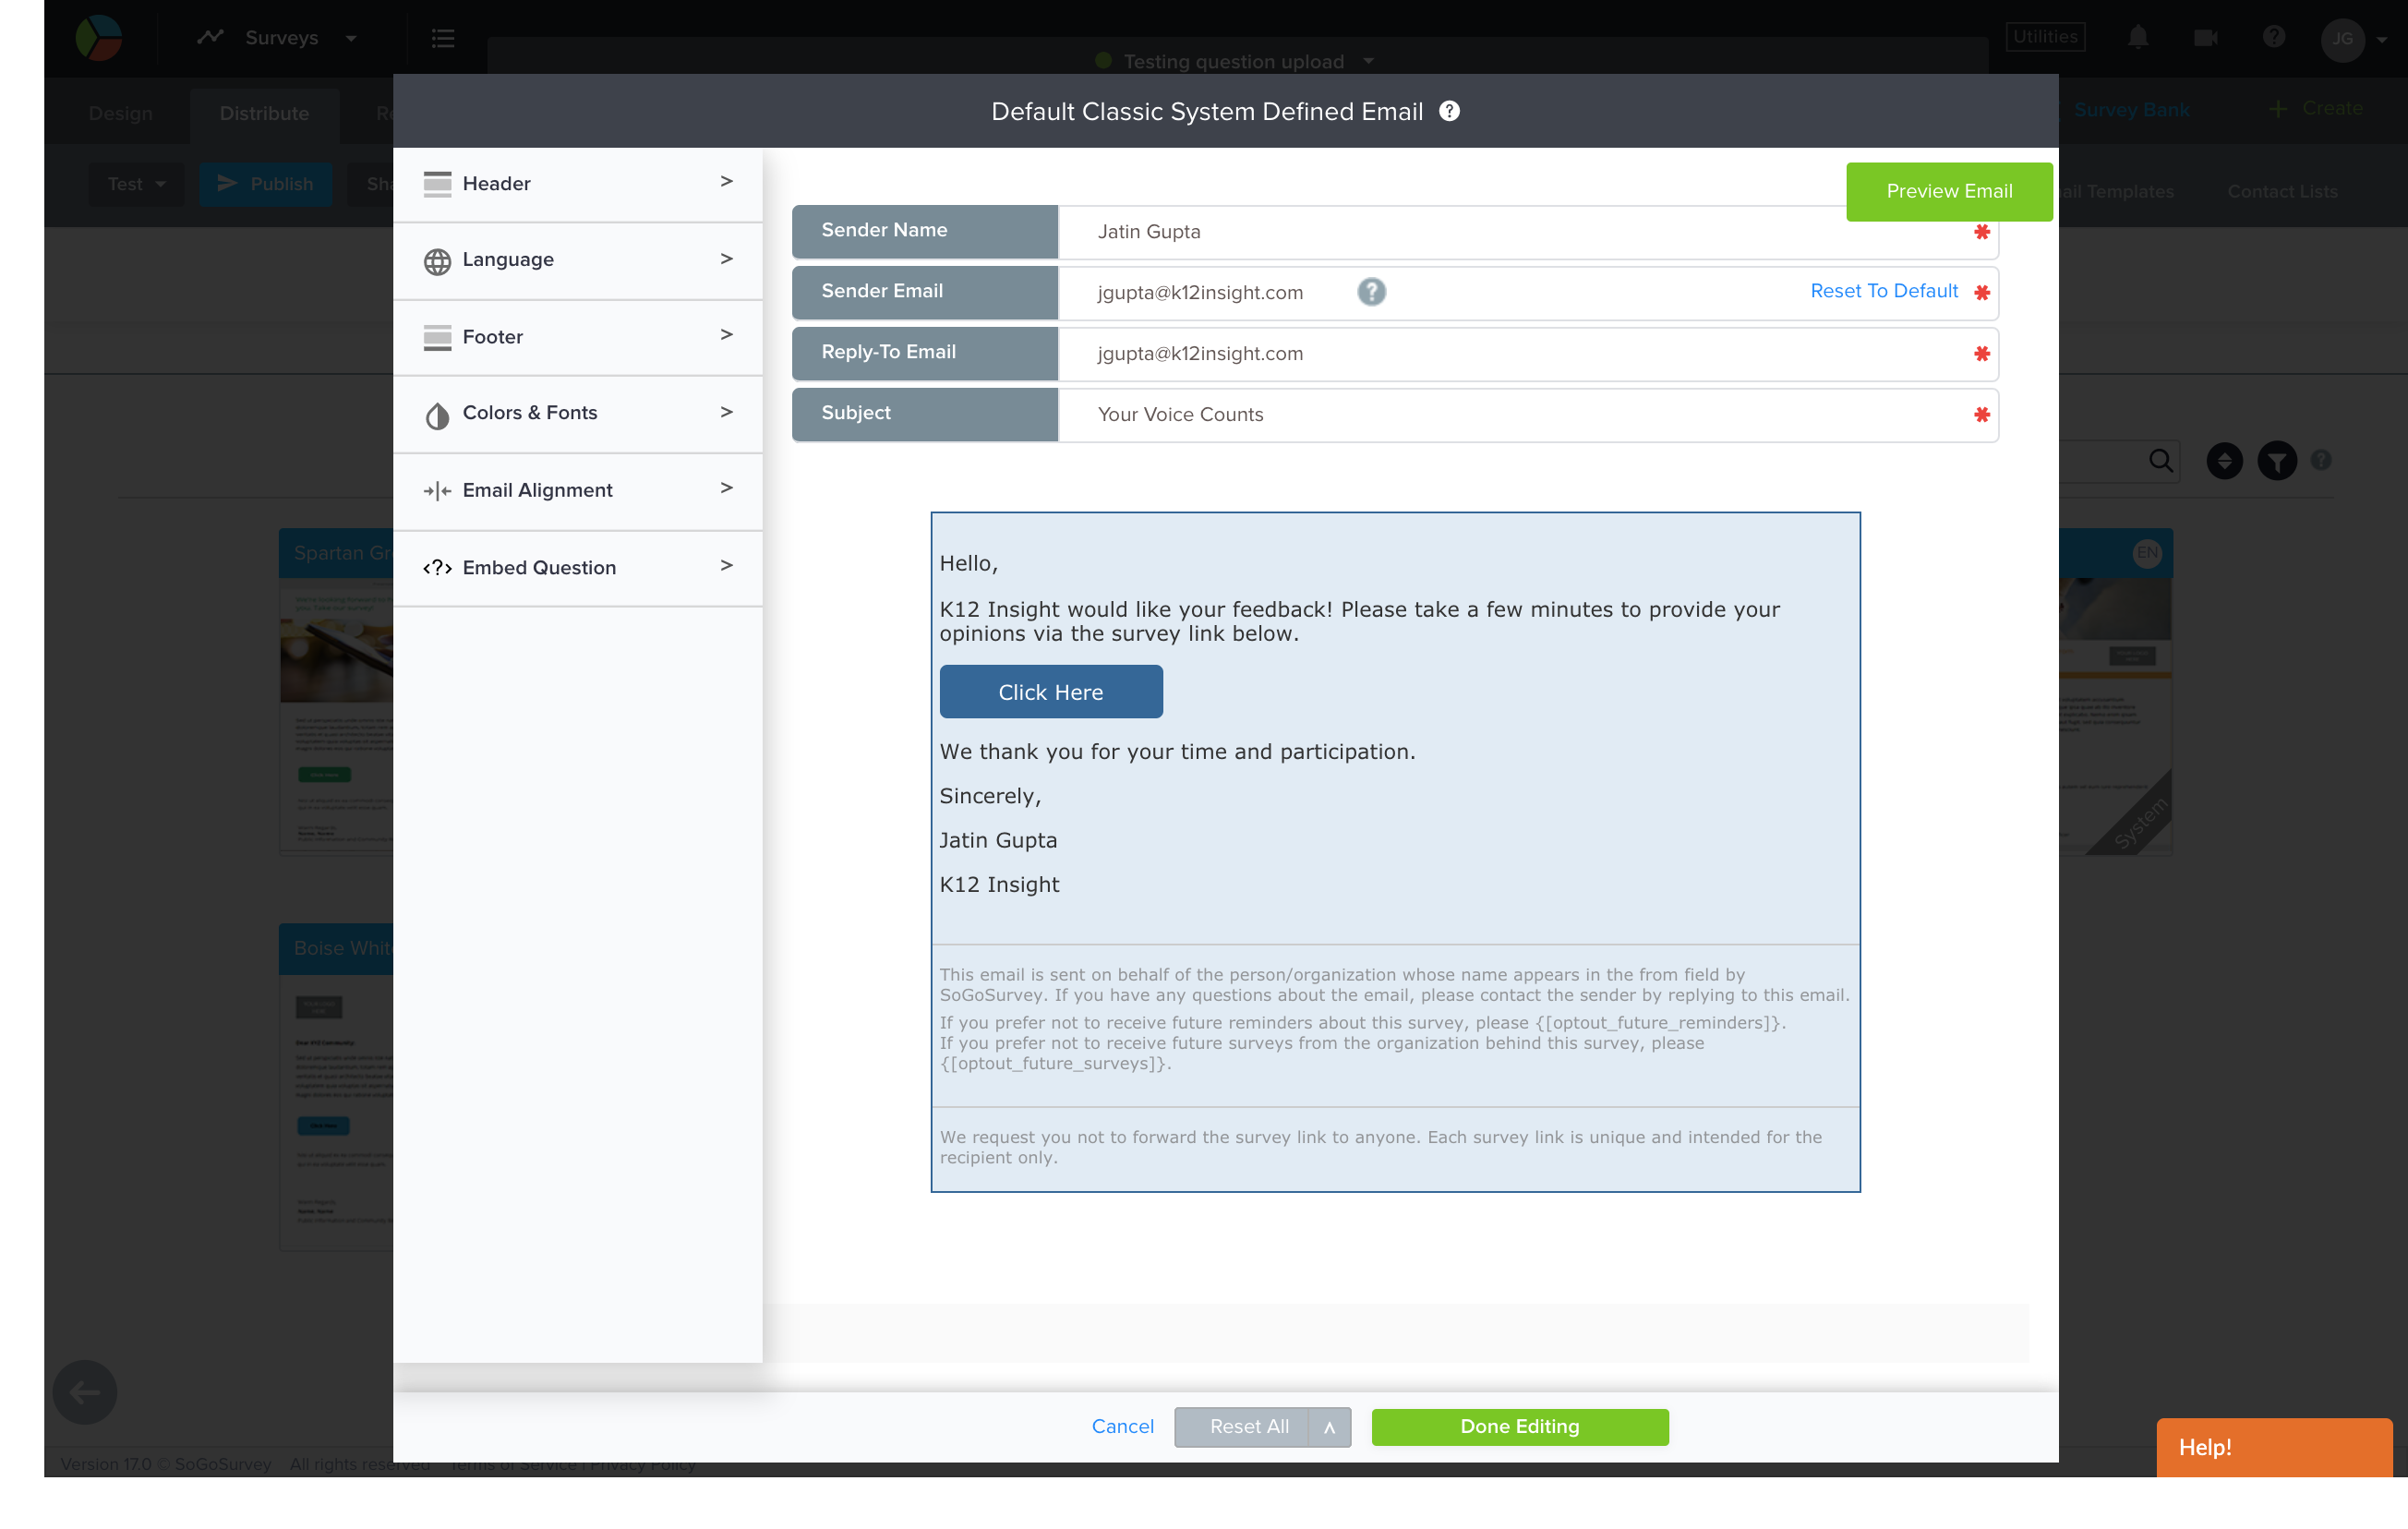 Surveys
Testing question upload
Utilities
JG
Design
Distribute
Default Classic System Defined Email ?
Survey Bank
+ Create
Test
Publish
Header >
Language >
Footer >
Colors & Fonts >
Email Alignment >
<?> Embed Question >
Preview Email
Templates
Contact Lists
Sender Name
Jatin Gupta
Sender Email
jgupta@k12insight.com
?
Reset To Default
Reply-To Email
jgupta@k12insight.com
Subject
Your Voice Counts
Spartan
EN
Hello,
K12 Insight would like your feedback! Please take a few minutes to provide your
opinions via the survey link below.
Click Here
We thank you for your time and participation.
Sincerely,
Jatin Gupta
K12 Insight
System
Boise
This email is sent on behalf of the person/organization whose name appears in the from field by
SoGoSurvey. If you have any questions about the email, please contact the sender by replying to this email.
If you prefer not to receive future reminders about this survey, please {[optout_future_reminders]}.
If you prefer not to receive future surveys from the organization behind this survey, please
{[optout_future_surveys]}.
We request you not to forward the survey link to anyone. Each survey link is unique and intended for the
recipient only.
Cancel
Reset All
Done Editing
Help!
Version 17.0 © SoGoSurvey All rights reserved Terms of Service | Privacy Policy